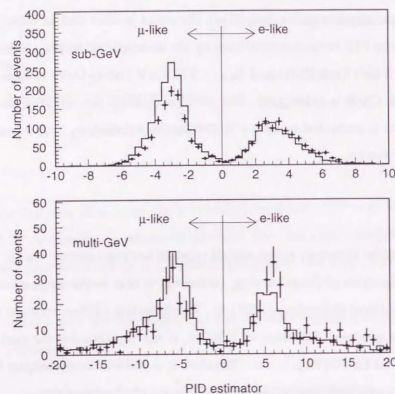 Number of events
400
350
300
250
200
150
100
50
0
sub-GeV
μ-like
e-like
-10 -8 -6 -4 -2 0 2 4 6 8 10
Number of events
60
50
40
30
20
10
0
multi-GeV
μ-like
e-like
-20 -15 -10 -5 0 5 10 15 20
PID estimator